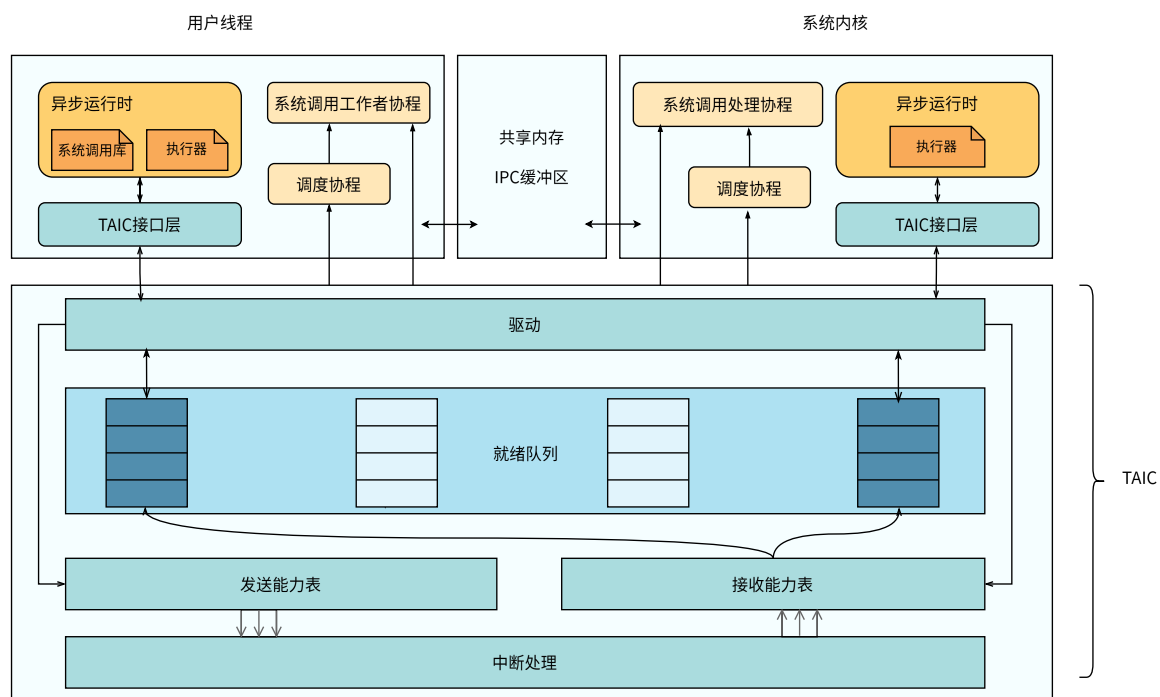 用户线程
系统内核
异步运行时
系统调用库
执行器
TAIC接口层
系统调用工作者协程
调度协程
共享内存
IPC缓冲区
系统调用处理协程
调度协程
异步运行时
执行器
TAIC接口层
驱动
就绪队列
发送能力表
接收能力表
中断处理
TAIC